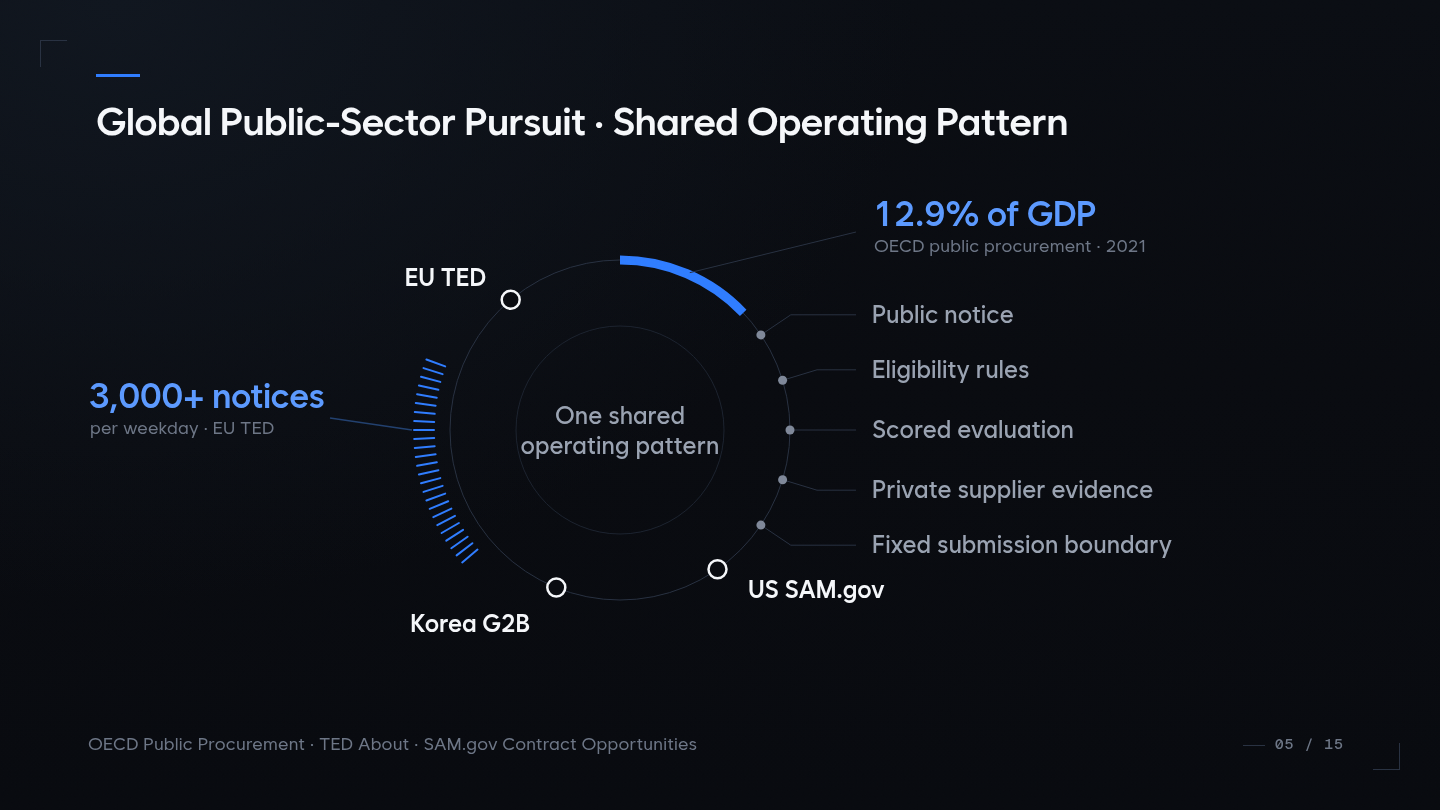 Global Public-Sector Pursuit · Shared Operating Pattern
12.9% of GDP
OECD public procurement · 2021
EU TED
Public notice
Eligibility rules
3,000+ notices
per weekday · EU TED
One shared
operating pattern
Scored evaluation
Private supplier evidence
Fixed submission boundary
US SAM.gov
Korea G2B
OECD Public Procurement · TED About · SAM.gov Contract Opportunities
05 / 15